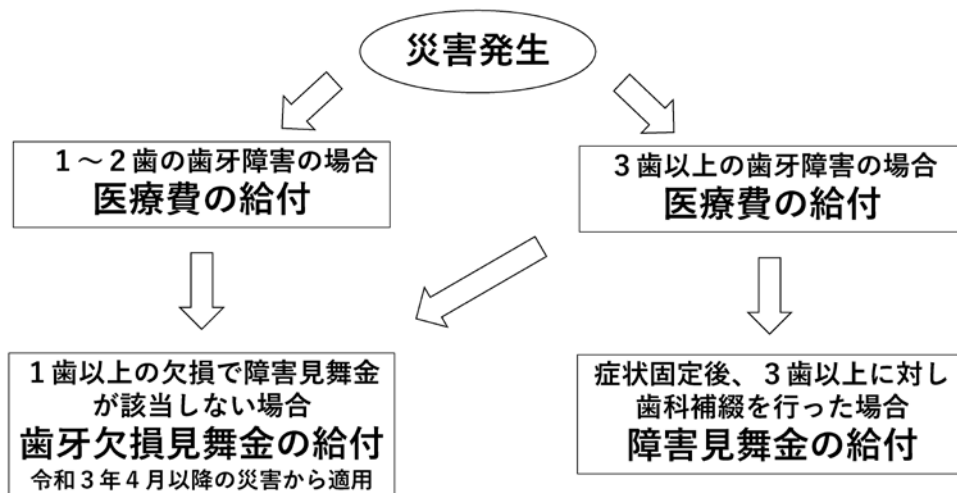 災害発生
１～２歯の歯牙障害の場合
医療費の給付
３歯以上の歯牙障害の場合
医療費の給付
１歯以上の欠損で障害見舞金
が該当しない場合
歯牙欠損見舞金の給付
令和３年４月以降の災害から適用
症状固定後、３歯以上に対し
歯科補綴を行った場合
障害見舞金の給付